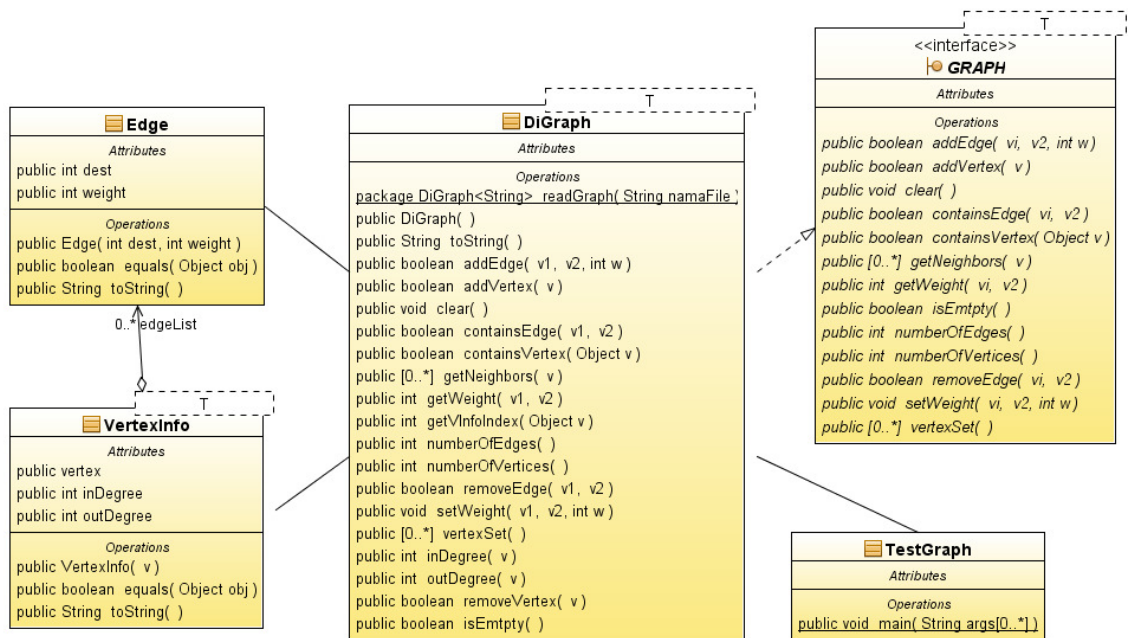 Edge
Attributes
public int dest
public int weight
Operations
public Edge( int dest, int weight )
public boolean equals( Object obj )
public String toString( )
0..* edgeList
T
VertexInfo
Attributes
public vertex
public int inDegree
public int outDegree
Operations
public VertexInfo( v )
public boolean equals( Object obj )
public String toString( )
T
DiGraph
Attributes
Operations
package DiGraph<String> readGraph( String namaFile )
public DiGraph( )
public String toString( )
public boolean addEdge( v1, v2, int w )
public boolean addVertex( v )
public void clear( )
public boolean containsEdge( v1, v2 )
public boolean containsVertex( Object v )
public [0..*] getNeighbors( v )
public int getWeight( v1, v2 )
public int getVInfoIndex( Object v )
public int numberOfEdges( )
public int numberOfVertices( )
public boolean removeEdge( v1, v2 )
public void setWeight( v1, v2, int w )
public [0..*] vertexSet( )
public int inDegree( v )
public int outDegree( v )
public boolean removeVertex( v )
public boolean isEmtpty( )
T
<<interface>>
GRAPH
Attributes
Operations
public boolean addEdge( vi, v2, int w )
public boolean addVertex( v )
public void clear( )
public boolean containsEdge( vi, v2 )
public boolean containsVertex( Object v )
public [0..*] getNeighbors( v )
public int getWeight( vi, v2 )
public boolean isEmtpty( )
public int numberOfEdges( )
public int numberOfVertices( )
public boolean removeEdge( vi, v2 )
public void setWeight( vi, v2, int w )
public [0..*] vertexSet( )
TestGraph
Attributes
Operations
public void main( String args[0..*] )